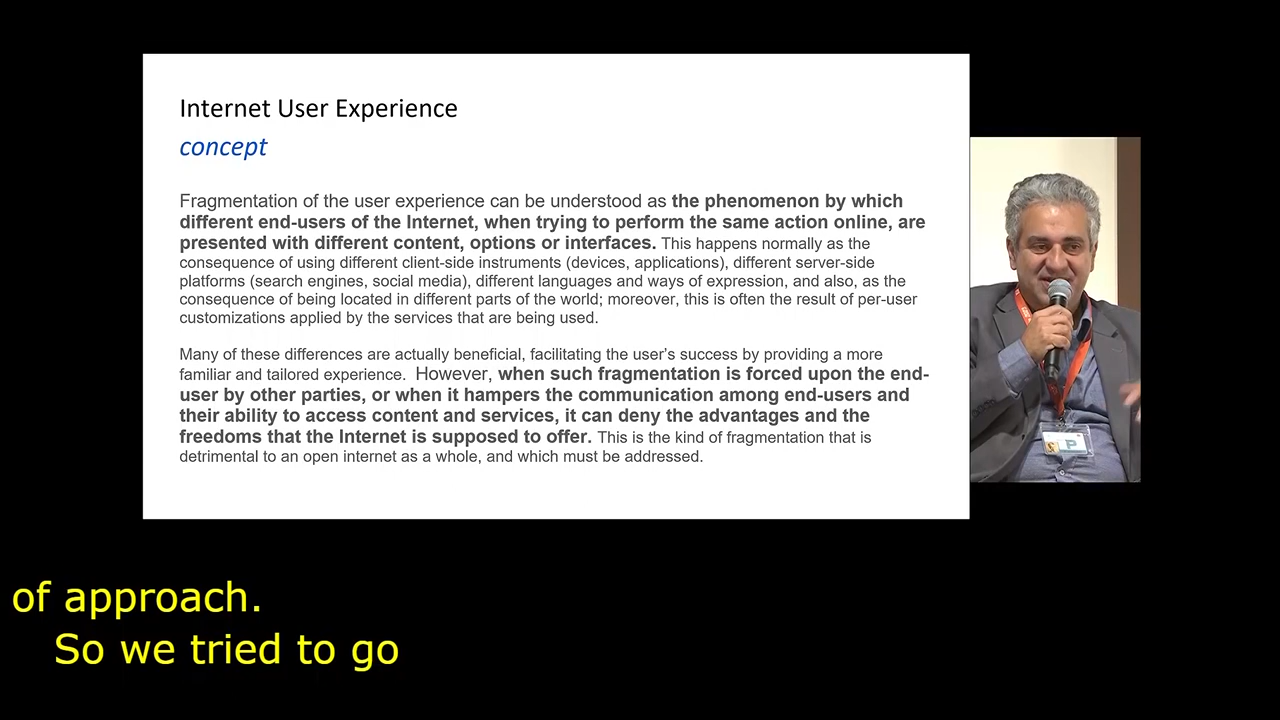 Internet User Experience
concept
Fragmentation of the user experience can be understood as the phenomenon by which
different end-users of the Internet, when trying to perform the same action online, are
presented with different content, options or interfaces. This happens normally as the
consequence of using different client-side instruments (devices, applications), different server-side
platforms (search engines, social media), different languages and ways of expression, and also, as the
consequence of being located in different parts of the world; moreover, this is often the result of per-user
customizations applied by the services that are being used.
Many of these differences are actually beneficial, facilitating the user’s success by providing a more
familiar and tailored experience.  However, when such fragmentation is forced upon the end-
user by other parties, or when it hampers the communication among end-users and
their ability to access content and services, it can deny the advantages and the
freedoms that the Internet is supposed to offer. This is the kind of fragmentation that is
detrimental to an open internet as a whole, and which must be addressed.
P
of approach.
So we tried to go